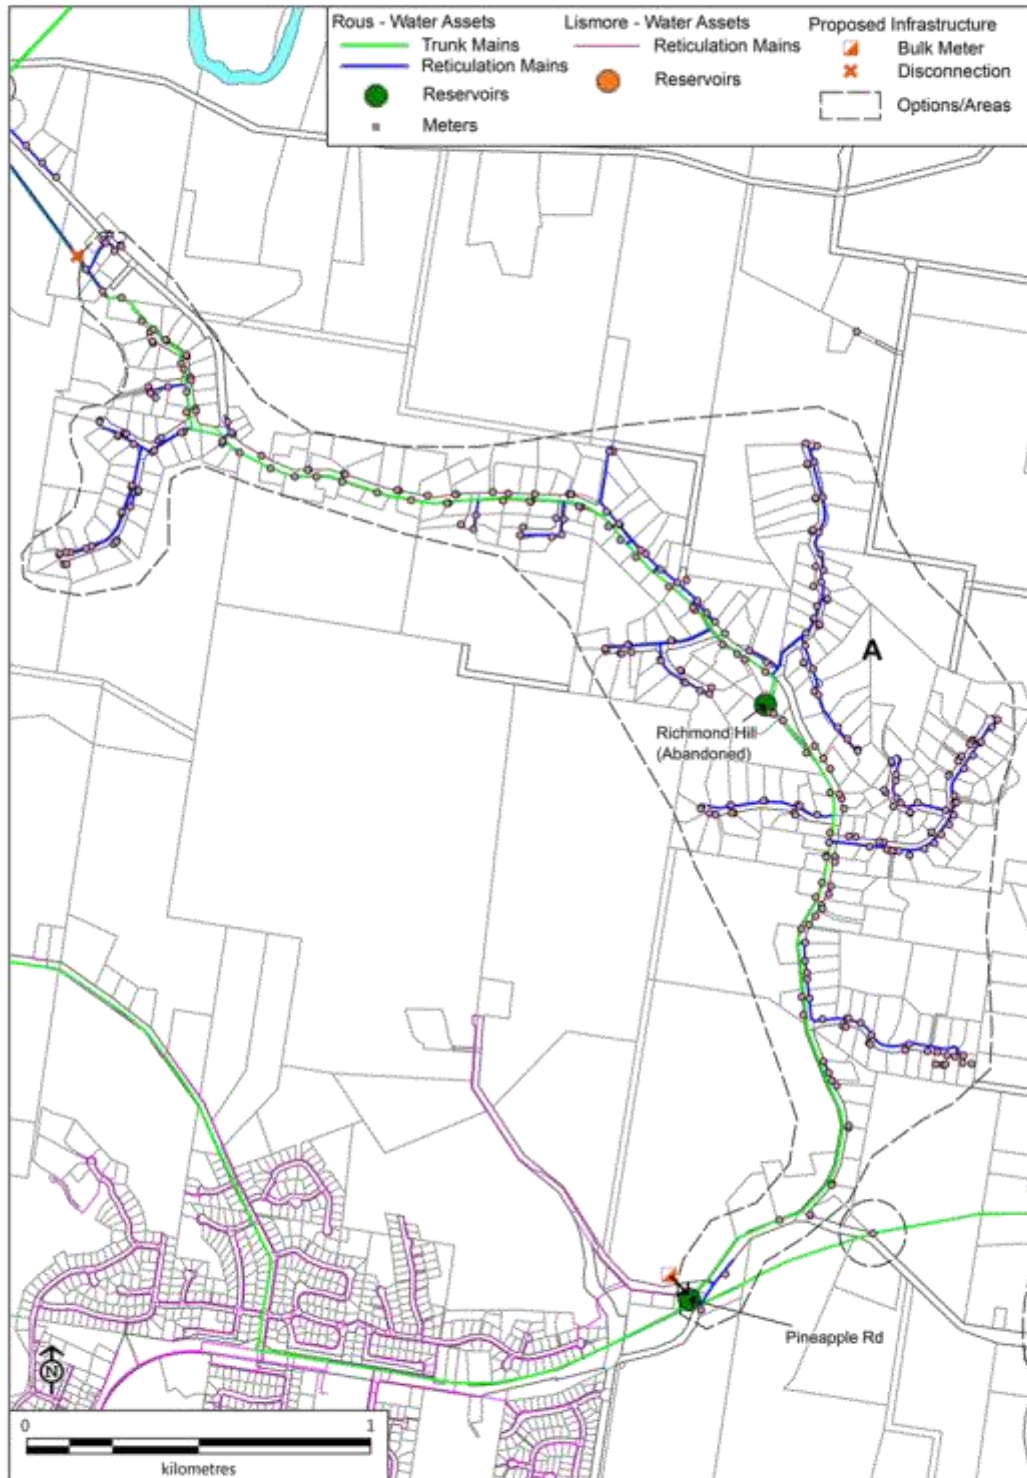 Rous - Water Assets
Trunk Mains
Reticulation Mains
Reservoirs
Meters
Lismore - Water Assets
Reticulation Mains
Reservoirs
Proposed Infrastructure
Bulk Meter
Disconnection
Options/Areas
A
Richmond Hill
(Abandoned)
Pineapple Rd
N
0 1
kilometres